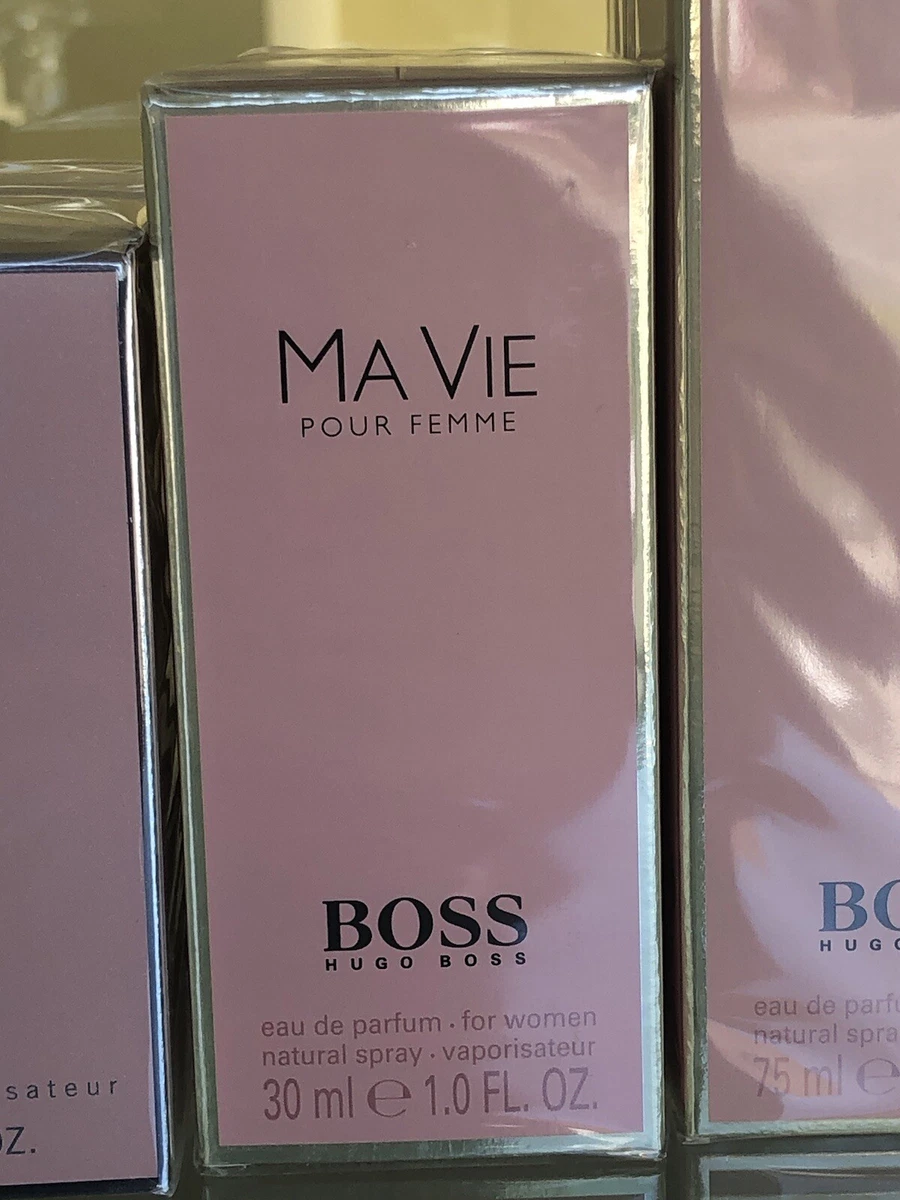 MA VIE
POUR FEMME
BOSS
HUGO BOSS
eau de parfum · for women
natural spray · vaporisateur
30 ml ℮ 1.0 FL. OZ.
sateur
OZ.
BO
HUGO
eau de parfu
natural spra
75 ml ℮